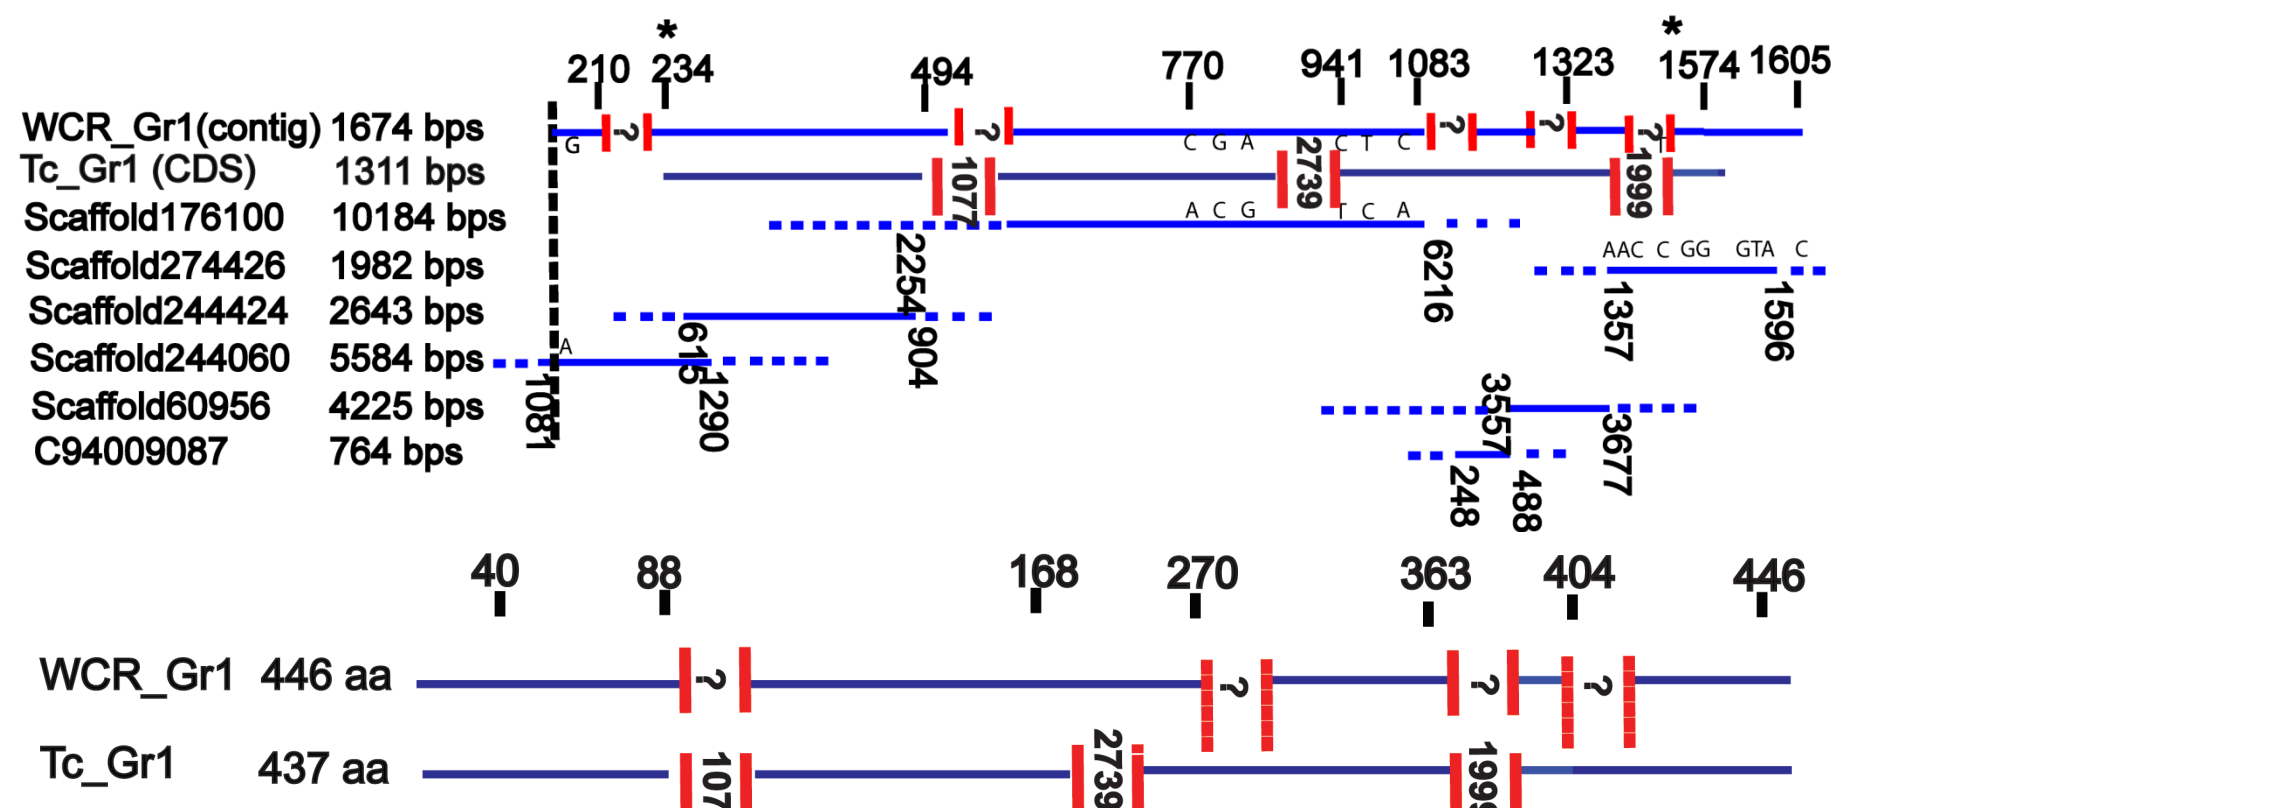 * *
210 234 494 770 941 1083 1323 1574 1605
WCR_Gr1(contig) 1674 bps G ? ? C G A C T C ? ? ? T
Tc_Gr1 (CDS) 1311 bps 1077 2739 1999
Scaffold176100 10184 bps A C G T C A
2254 6216
Scaffold274426 1982 bps AAC C GG GTA C
1357 1596
Scaffold244424 2643 bps
615 904
Scaffold244060 5584 bps A
1081 1290
Scaffold60956 4225 bps
3557 3677
C94009087 764 bps
248 488
40 88 168 270 363 404 446
WCR_Gr1 446 aa ? ? ? ?
Tc_Gr1 437 aa 107 2739 1999